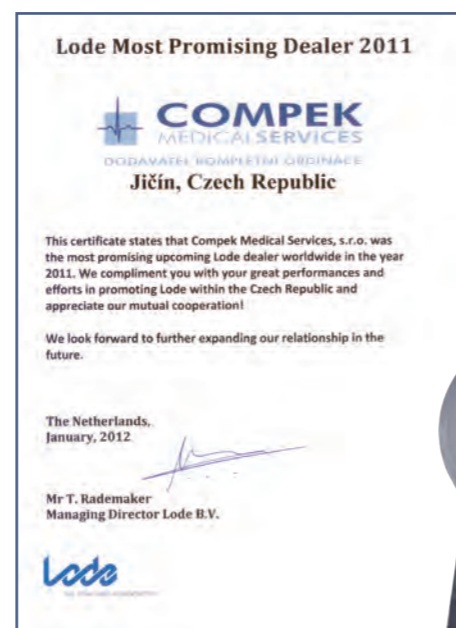 Lode Most Promising Dealer 2011
COMPEK
MEDICAL SERVICES
DODAVATEL KOMPLETNÍ ORDINACE
Jičín, Czech Republic
This certificate states that Compek Medical Services, s.r.o. was
the most promising upcoming Lode dealer worldwide in the year
2011. We compliment you with your great performances and
efforts in promoting Lode within the Czech Republic and
appreciate our mutual cooperation!
We look forward to further expanding our relationship in the
future.
The Netherlands,
January, 2012
Mr T. Rademaker
Managing Director Lode B.V.
Lode